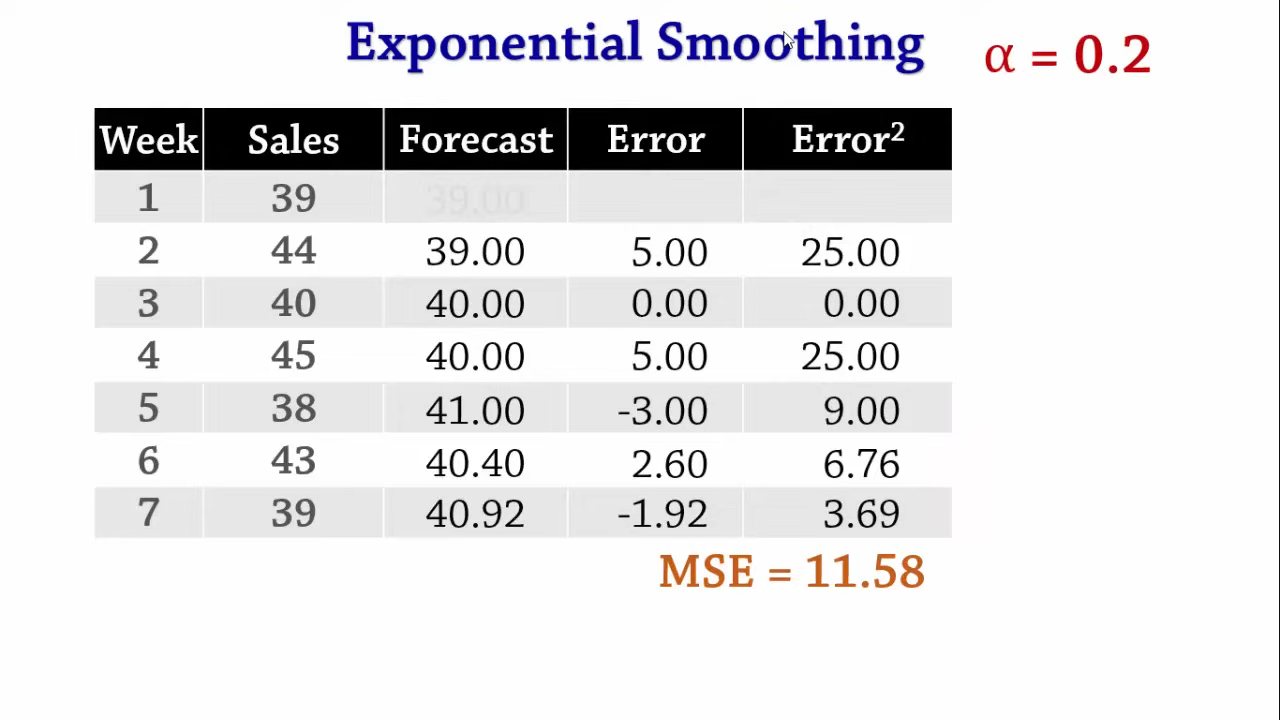 Exponential Smoothing α = 0.2
Week Sales Forecast Error Error²
1 39 39.00
2 44 39.00 5.00 25.00
3 40 40.00 0.00 0.00
4 45 40.00 5.00 25.00
5 38 41.00 -3.00 9.00
6 43 40.40 2.60 6.76
7 39 40.92 -1.92 3.69
MSE = 11.58